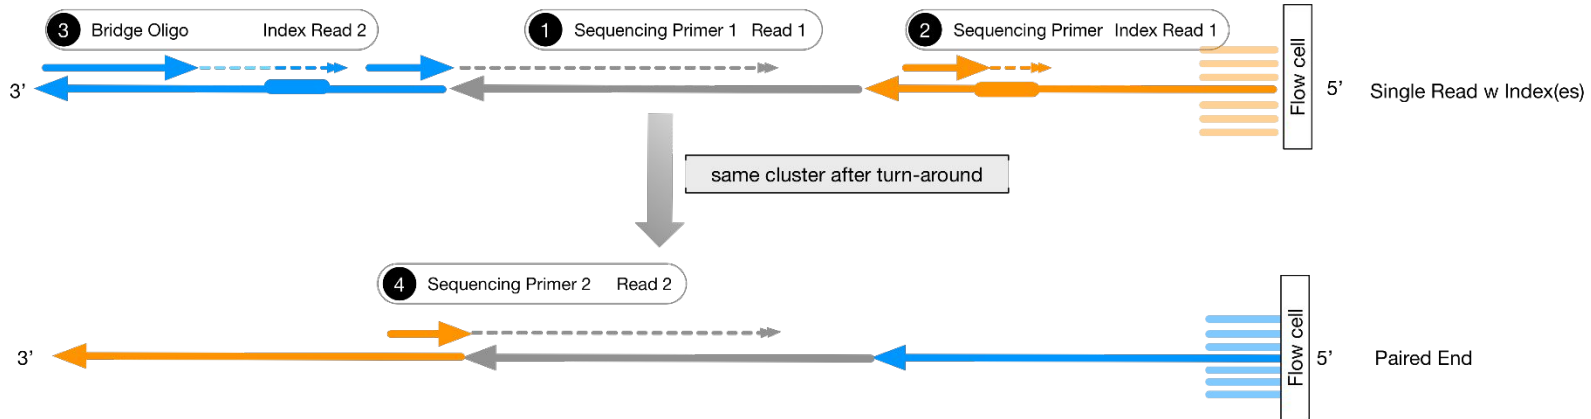 3 Bridge Oligo Index Read 2
1 Sequencing Primer 1 Read 1
2 Sequencing Primer Index Read 1
3’
Flow cell
5’
Single Read w Index(es)
same cluster after turn-around
4 Sequencing Primer 2 Read 2
3’
Flow cell
5’
Paired End